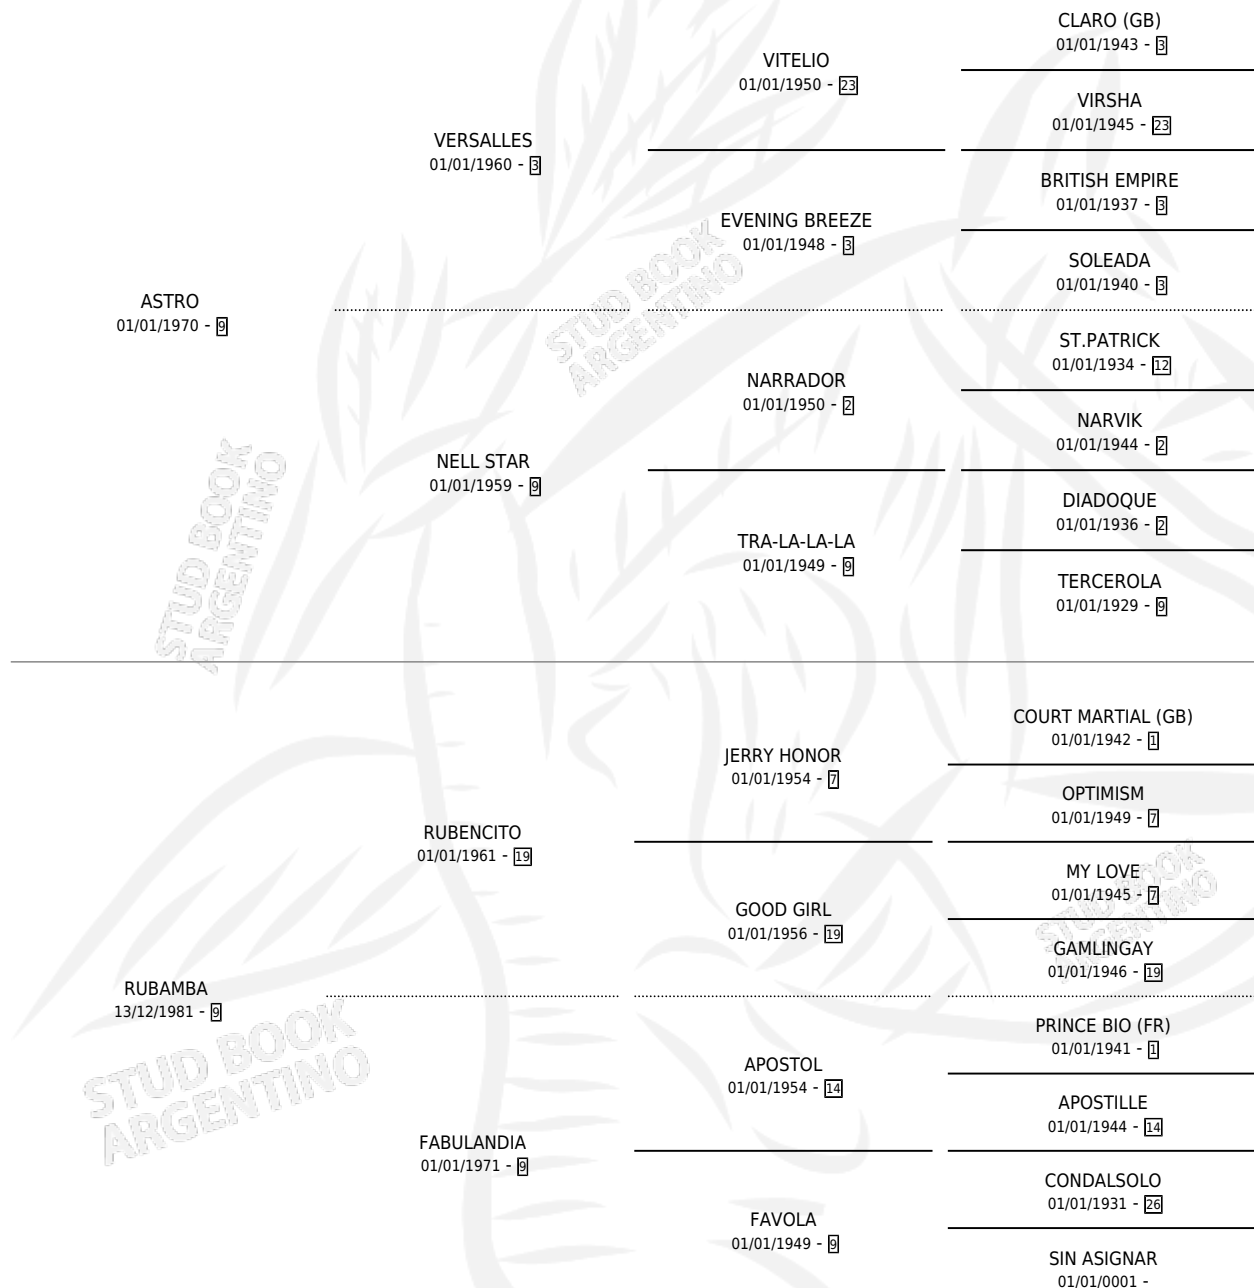 CLARO (GB)
01/01/1943 - 3
VITELIO
01/01/1950 - 23
VIRSHA
01/01/1945 - 23
VERSALLES
01/01/1960 - 3
BRITISH EMPIRE
01/01/1937 - 3
EVENING BREEZE
01/01/1948 - 3
SOLEADA
01/01/1940 - 3
ASTRO
01/01/1970 - 9
ST.PATRICK
01/01/1934 - 12
NARRADOR
01/01/1950 - 2
NARVIK
01/01/1944 - 2
NELL STAR
01/01/1959 - 9
DIADOQUE
01/01/1936 - 2
TRA-LA-LA-LA
01/01/1949 - 9
TERCEROLA
01/01/1929 - 9
STUD BOOK
ARGENTINO
STUD BOOK
ARGENTINO
COURT MARTIAL (GB)
01/01/1942 - 1
JERRY HONOR
01/01/1954 - 7
OPTIMISM
01/01/1949 - 7
RUBENCITO
01/01/1961 - 19
MY LOVE
01/01/1945 - 7
GOOD GIRL
01/01/1956 - 19
GAMLINGAY
01/01/1946 - 19
STUD BOOK
ARGENTINO
RUBAMBA
13/12/1981 - 9
PRINCE BIO (FR)
01/01/1941 - 1
APOSTOL
01/01/1954 - 14
APOSTILLE
01/01/1944 - 14
STUD BOOK
ARGENTINO
FABULANDIA
01/01/1971 - 9
CONDALSOLO
01/01/1931 - 26
FAVOLA
01/01/1949 - 9
SIN ASIGNAR
01/01/0001 -